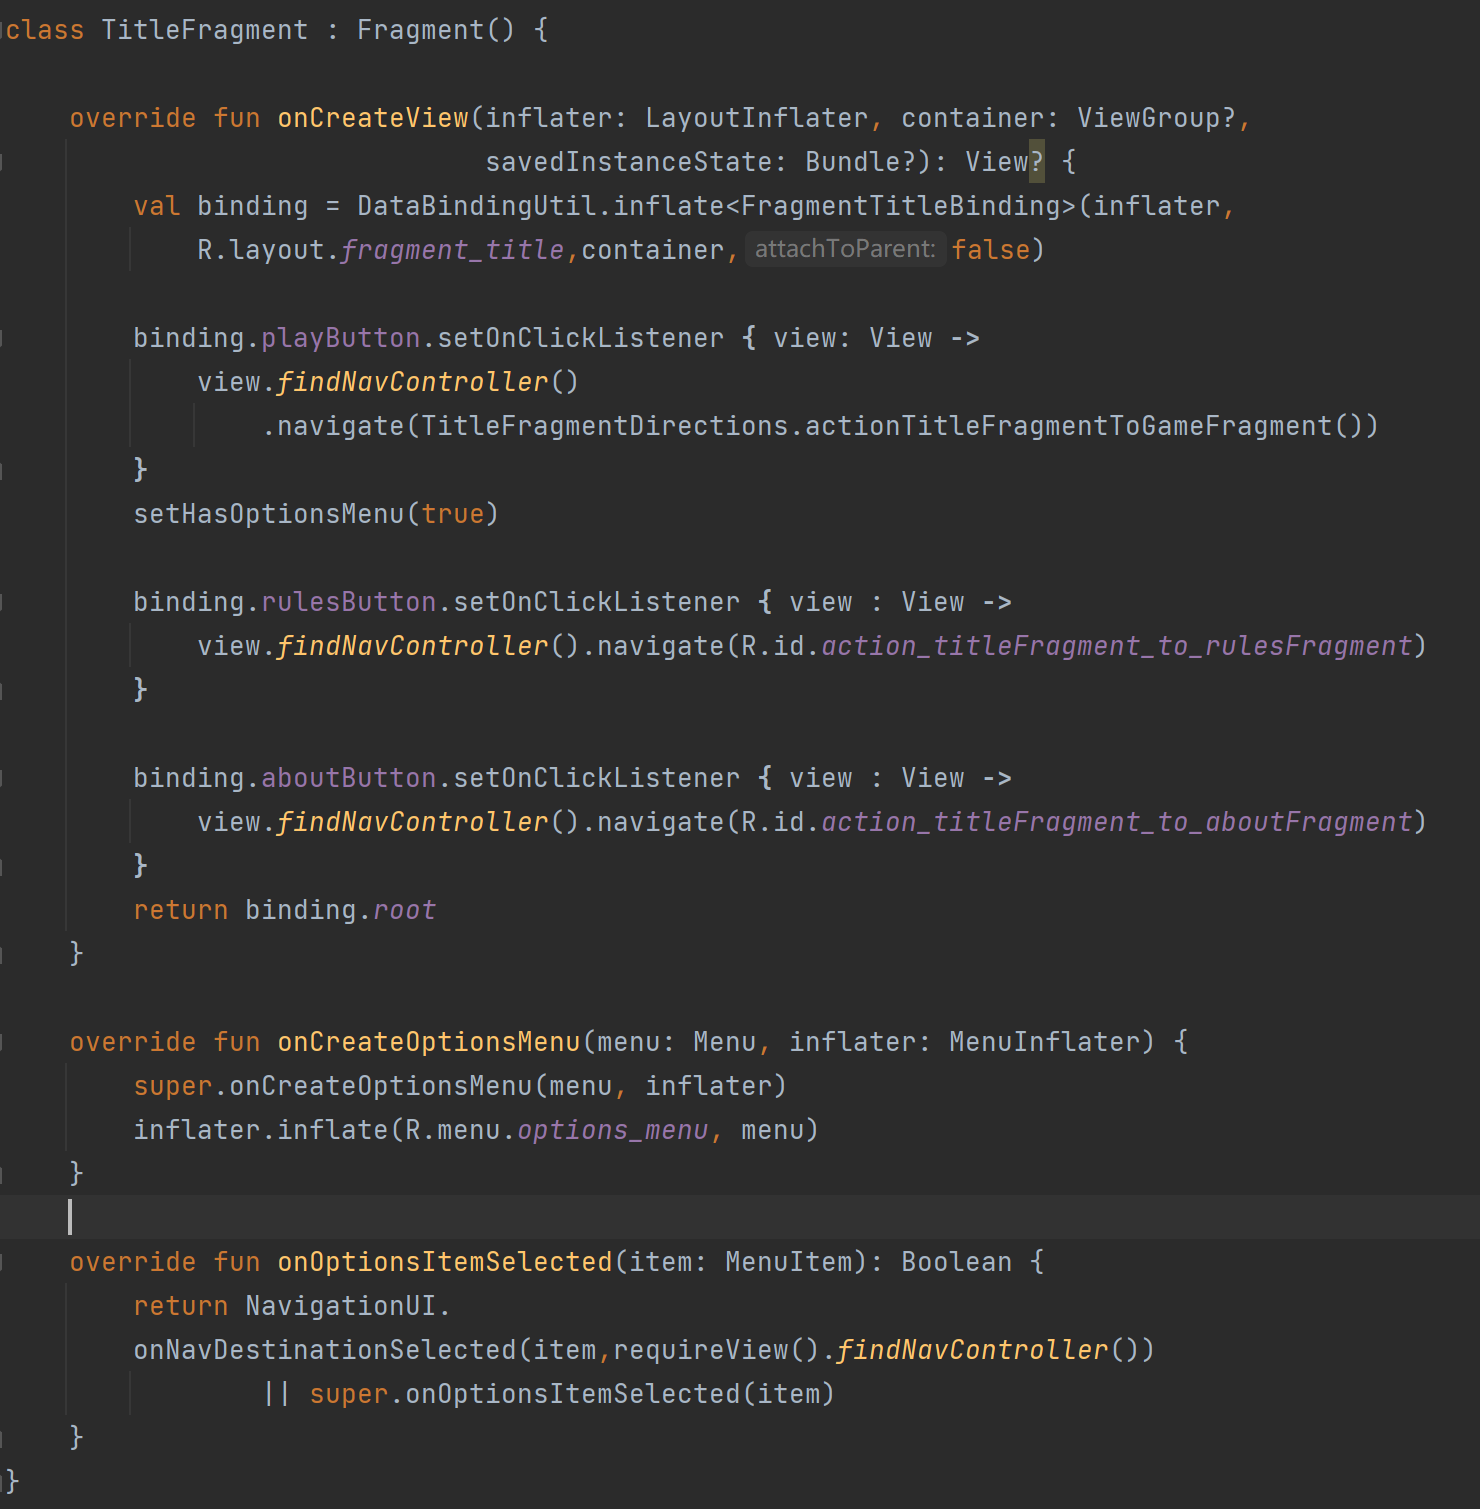 class TitleFragment : Fragment() {
override fun onCreateView(inflater: LayoutInflater, container: ViewGroup?,
savedInstanceState: Bundle?): View? {
val binding = DataBindingUtil.inflate<FragmentTitleBinding>(inflater,
R.layout.fragment_title,container, attachToParent: false)
binding.playButton.setOnClickListener { view: View ->
view.findNavController()
.navigate(TitleFragmentDirections.actionTitleFragmentToGameFragment())
}
setHasOptionsMenu(true)
binding.rulesButton.setOnClickListener { view : View ->
view.findNavController().navigate(R.id.action_titleFragment_to_rulesFragment)
}
binding.aboutButton.setOnClickListener { view : View ->
view.findNavController().navigate(R.id.action_titleFragment_to_aboutFragment)
}
return binding.root
}
override fun onCreateOptionsMenu(menu: Menu, inflater: MenuInflater) {
super.onCreateOptionsMenu(menu, inflater)
inflater.inflate(R.menu.options_menu, menu)
}
override fun onOptionsItemSelected(item: MenuItem): Boolean {
return NavigationUI.
onNavDestinationSelected(item,requireView().findNavController())
|| super.onOptionsItemSelected(item)
}
}